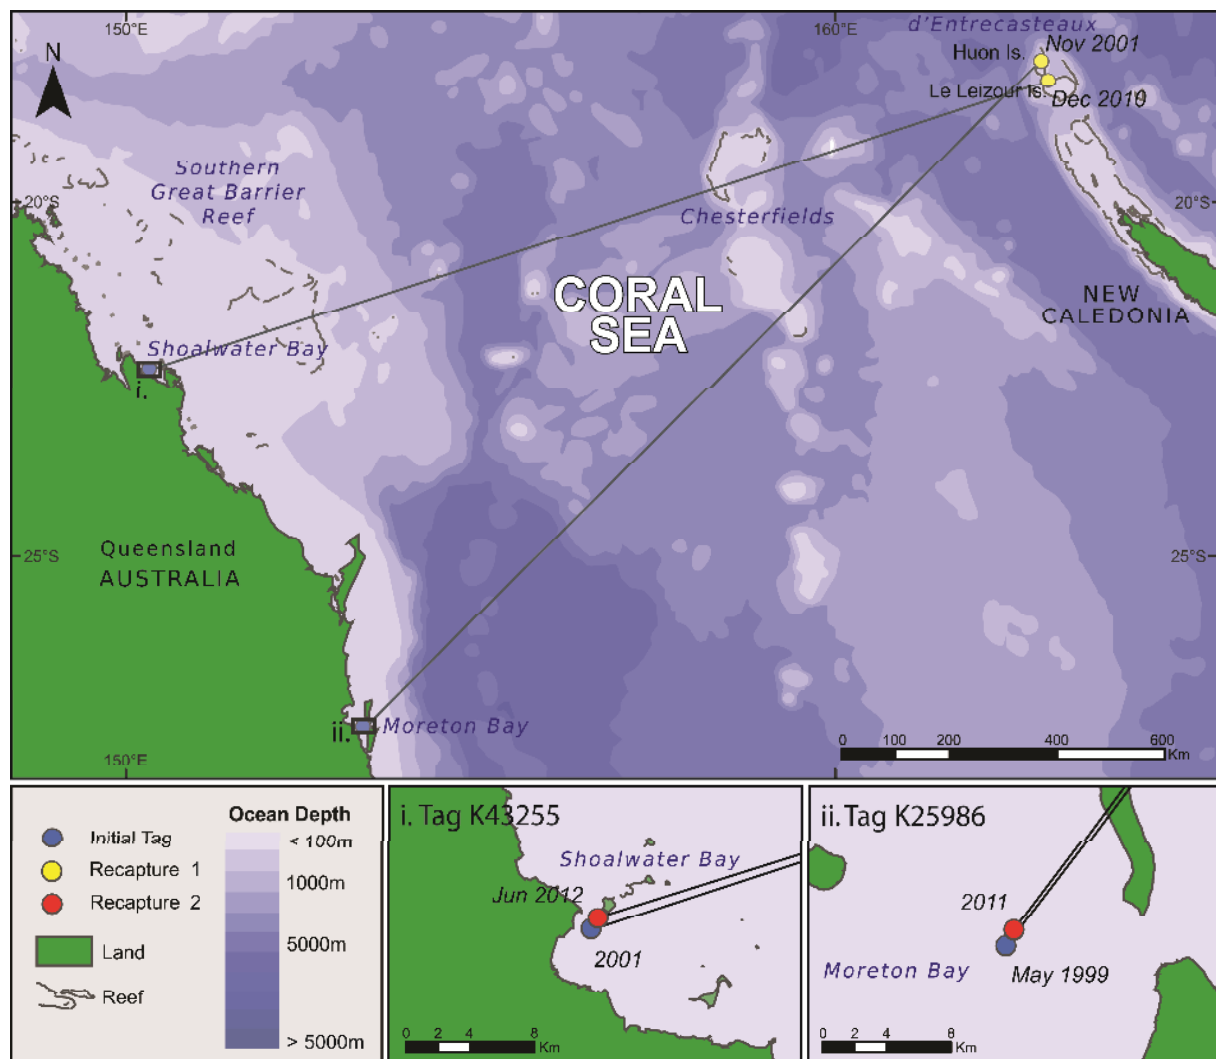 150°E
160°E
d'Entrecasteaux
N
Huon Is.
Nov 2001
Le Leizour Is.
Dec 2010
Southern
Great Barrier
Reef
20°S
20°S
Chesterfields
CORAL
SEA
NEW
CALEDONIA
Shoalwater Bay
i.
Queensland
AUSTRALIA
25°S
25°S
ii.
Moreton Bay
150°E
0 100 200 400 600
Km
Initial Tag
Recapture 1
Recapture 2
Land
Reef
Ocean Depth
< 100m
1000m
5000m
> 5000m
i. Tag K43255
Shoalwater Bay
Jun 2012
2001
0 2 4 8
Km
ii. Tag K25986
2011
Moreton Bay
May 1999
0 2 4 8
Km